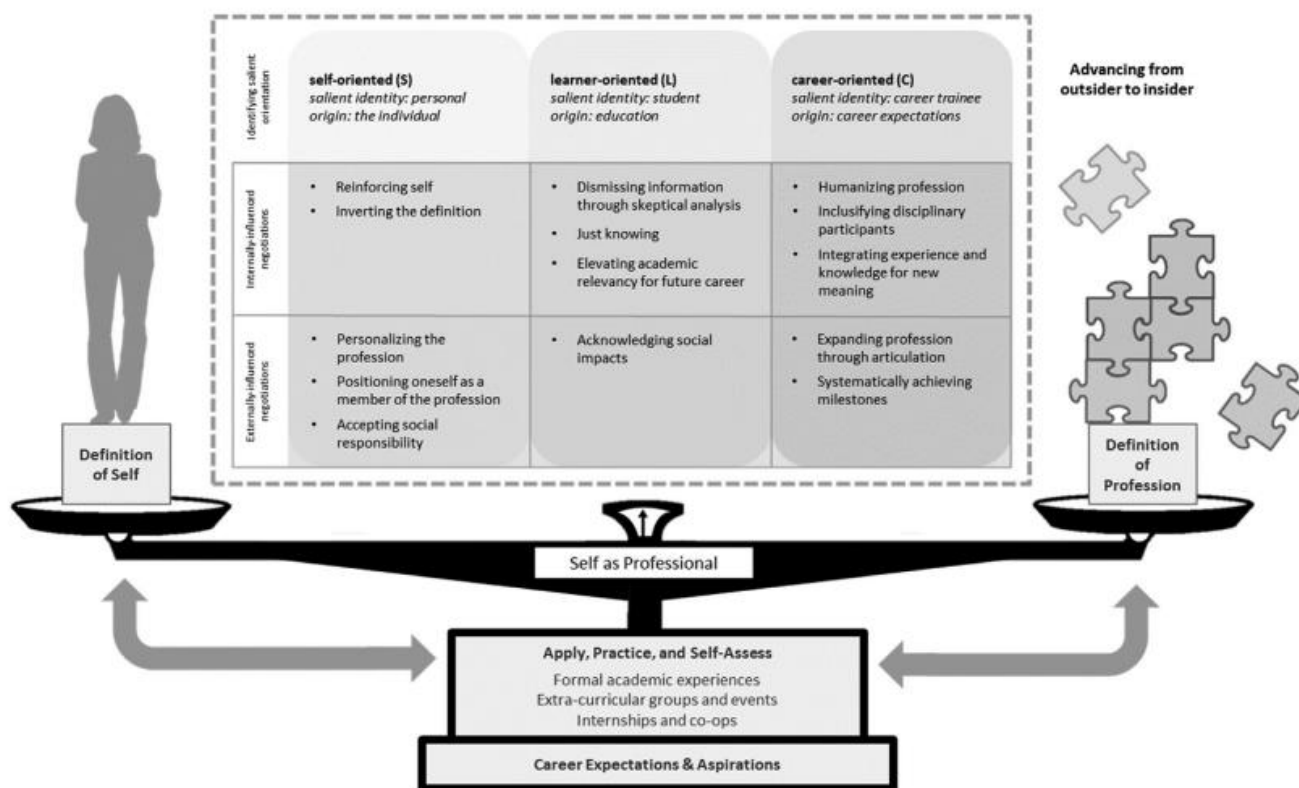 Identifying salient
orientation
self-oriented (S)
salient identity: personal
origin: the individual
learner-oriented (L)
salient identity: student
origin: education
career-oriented (C)
salient identity: career trainee
origin: career expectations
Advancing from
outsider to insider
Internally-influenced
negotiations
• Reinforcing self
• Inverting the definition
• Dismissing information
through skeptical analysis
• Just knowing
• Elevating academic
relevancy for future career
• Humanizing profession
• Inclusifying disciplinary
participants
• Integrating experience and
knowledge for new
meaning
Externally-influenced
negotiations
• Personalizing the
profession
• Positioning oneself as a
member of the profession
• Accepting social
responsibility
• Acknowledging social
impacts
• Expanding profession
through articulation
• Systematically achieving
milestones
Definition
of Self
Definition
of
Profession
Self as Professional
Apply, Practice, and Self-Assess
Formal academic experiences
Extra-curricular groups and events
Internships and co-ops
Career Expectations & Aspirations